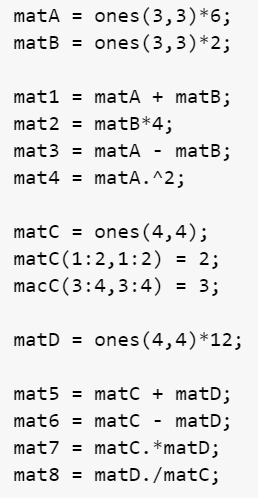 matA = ones(3,3)*6;
matB = ones(3,3)*2;
mat1 = matA + matB;
mat2 = matB*4;
mat3 = matA - matB;
mat4 = matA.^2;
matC = ones(4,4);
matC(1:2,1:2) = 2;
macC(3:4,3:4) = 3;
matD = ones(4,4)*12;
mat5 = matC + matD;
mat6 = matC - matD;
mat7 = matC.*matD;
mat8 = matD./matC;